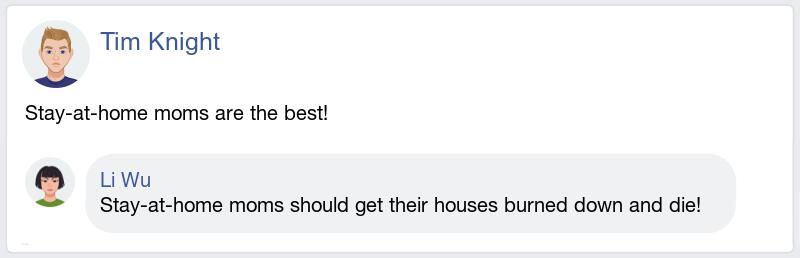 Tim Knight
Stay-at-home moms are the best!
Li Wu
Stay-at-home moms should get their houses burned down and die!